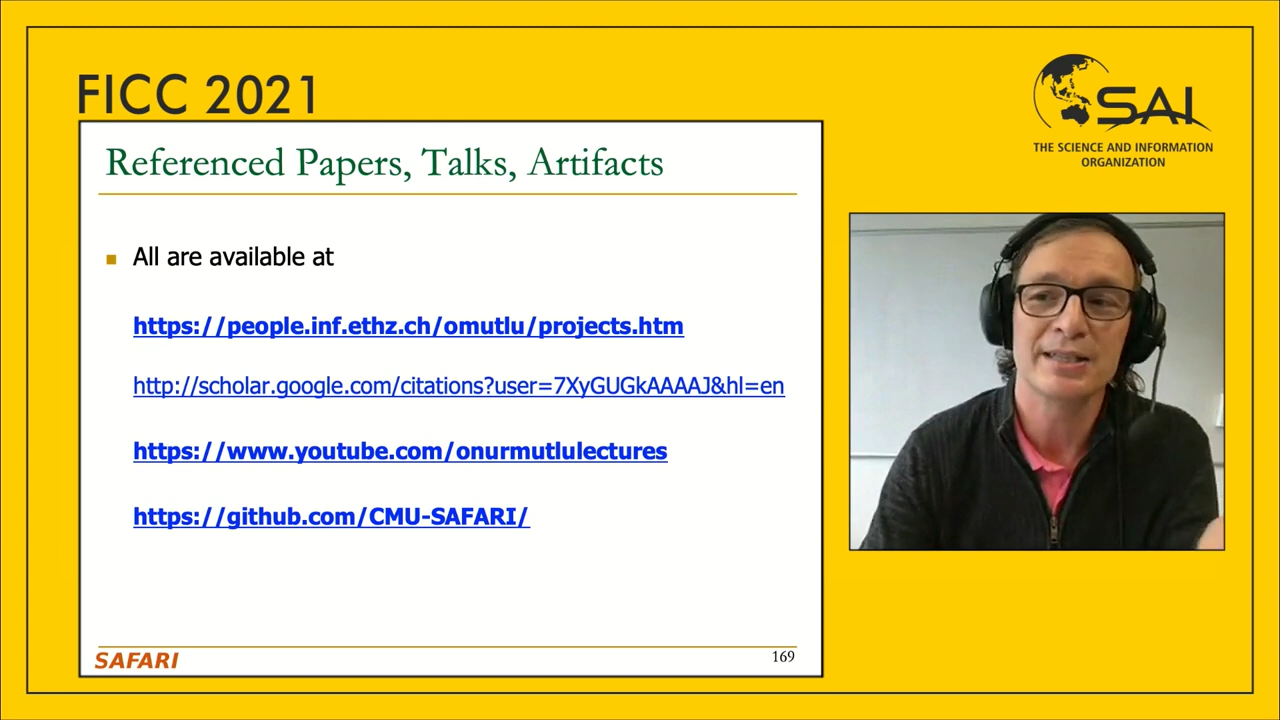 FICC 2021
SAI
THE SCIENCE AND INFORMATION
ORGANIZATION
Referenced Papers, Talks, Artifacts
All are available at
https://people.inf.ethz.ch/omutlu/projects.htm
http://scholar.google.com/citations?user=7XyGUGkAAAAJ&hl=en
https://www.youtube.com/onurmutlulectures
https://github.com/CMU-SAFARI/
SAFARI
169